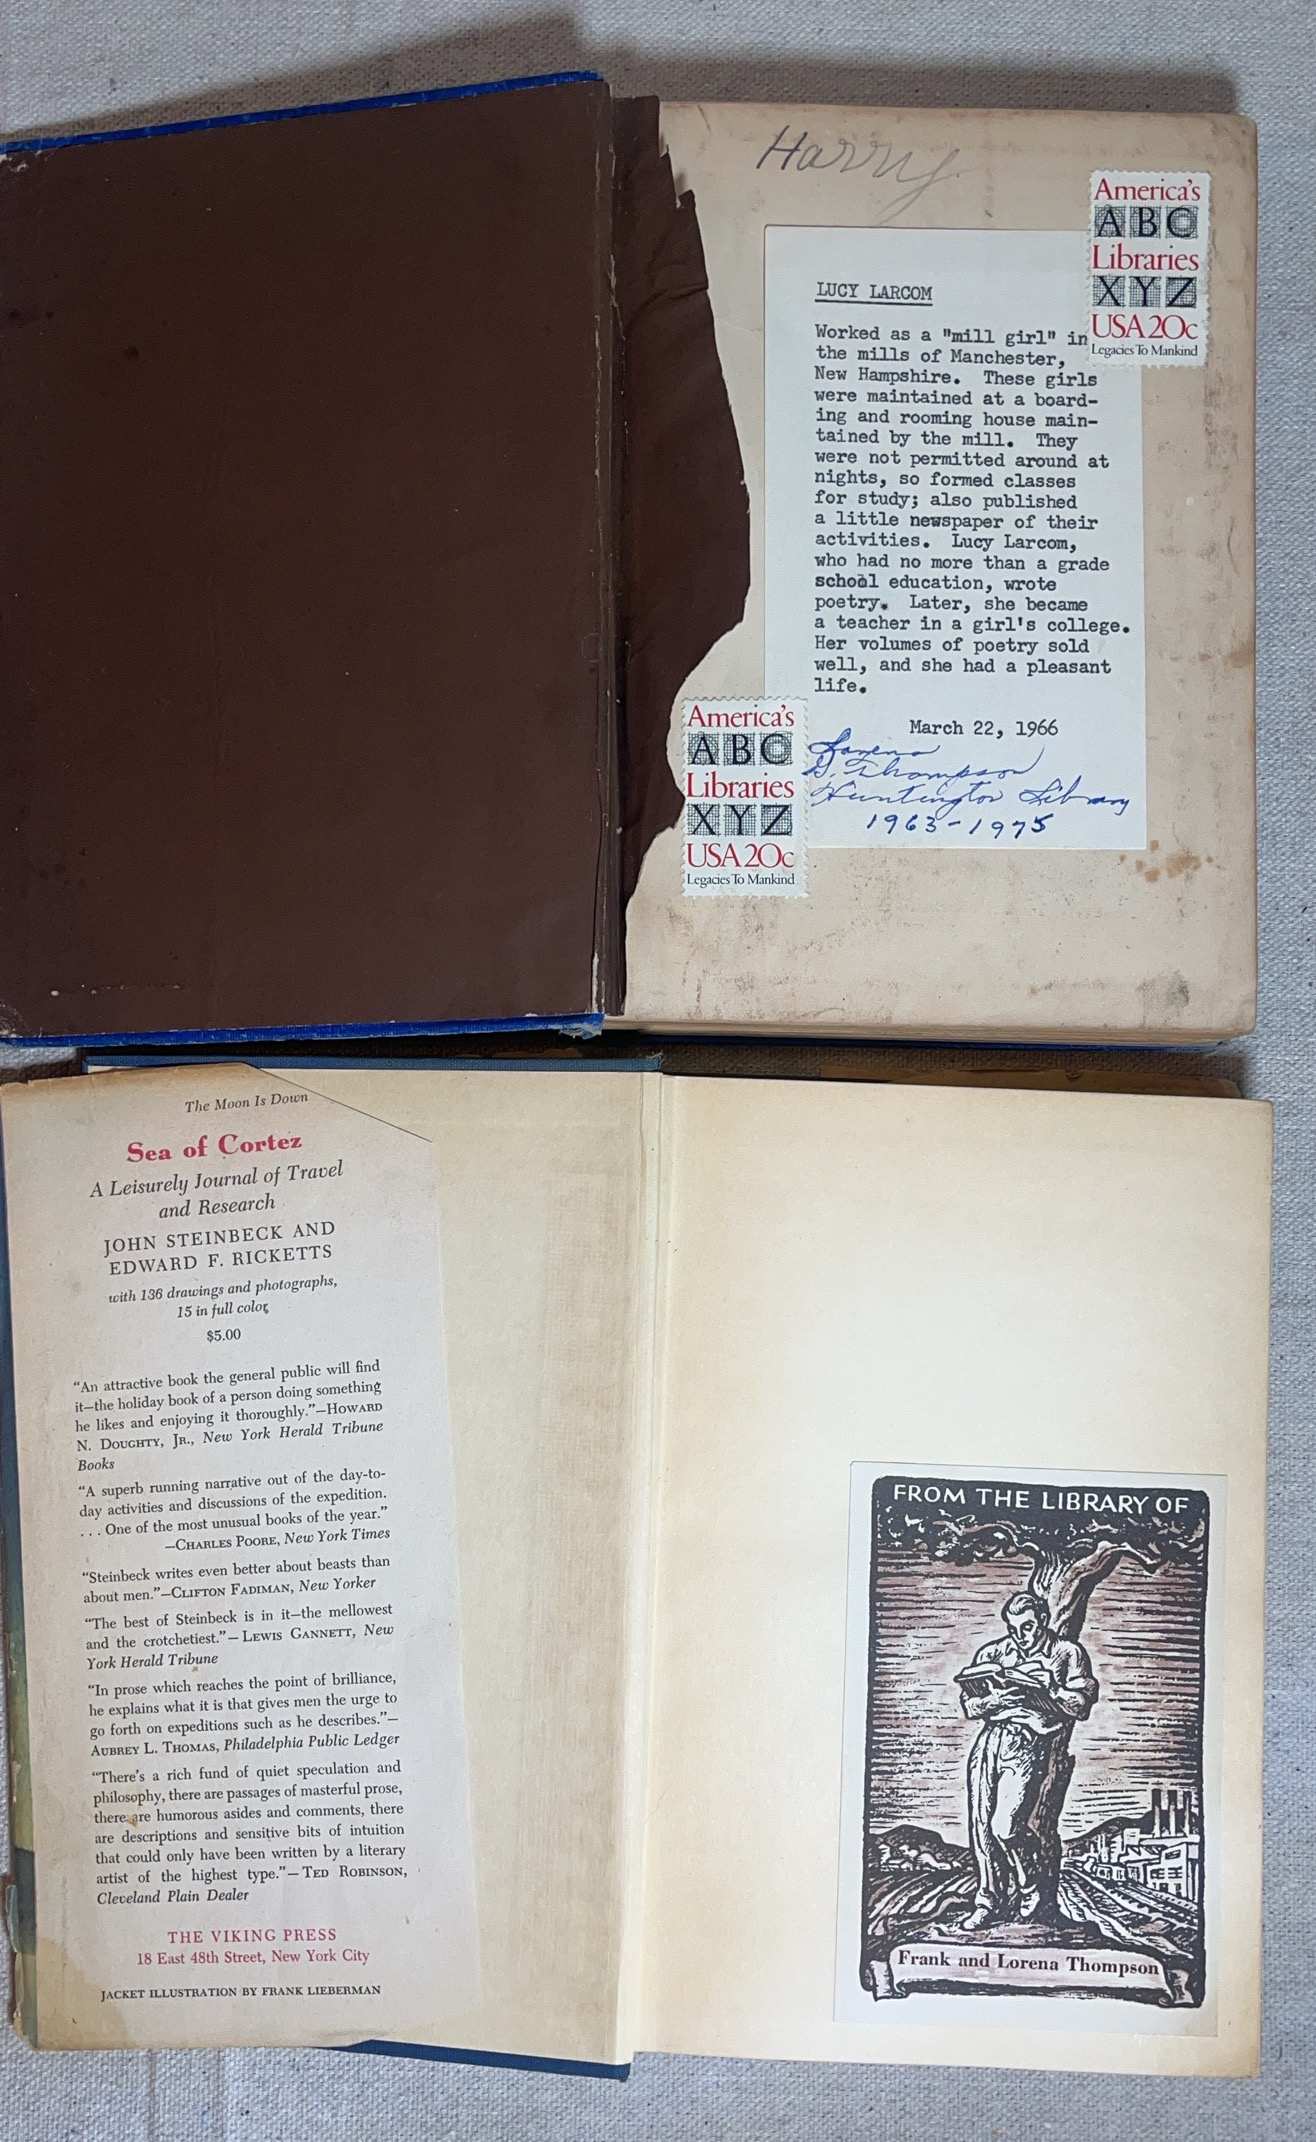 Harry
America's
A B C
Libraries
X Y Z
USA 20c
Legacies To Mankind
LUCY LARCOM
Worked as a "mill girl" in
the mills of Manchester,
New Hampshire. These girls
were maintained at a board-
ing and rooming house main-
tained by the mill. They
were not permitted around at
nights, so formed classes
for study; also published
a little newspaper of their
activities. Lucy Larcom,
who had no more than a grade
school education, wrote
poetry. Later, she became
a teacher in a girl's college.
Her volumes of poetry sold
well, and she had a pleasant
life.
March 22, 1966
Lorena
G. Thompson
Huntington Library
1963-1975
America's
A B C
Libraries
X Y Z
USA 20c
Legacies To Mankind
The Moon Is Down
Sea of Cortez
A Leisurely Journal of Travel
and Research
JOHN STEINBECK AND
EDWARD F. RICKETTS
with 136 drawings and photographs,
15 in full color
$5.00
"An attractive book the general public will find
it—the holiday book of a person doing something
he likes and enjoying it thoroughly."—HOWARD
N. DOUGHTY, JR., New York Herald Tribune
Books
"A superb running narrative out of the day-to-
day activities and discussions of the expedition.
. . . One of the most unusual books of the year."
—CHARLES POORE, New York Times
"Steinbeck writes even better about beasts than
about men."—CLIFTON FADIMAN, New Yorker
"The best of Steinbeck is in it—the mellowest
and the crotchetiest."—LEWIS GANNETT, New
York Herald Tribune
"In prose which reaches the point of brilliance,
he explains what it is that gives men the urge to
go forth on expeditions such as he describes."—
AUBREY L. THOMAS, Philadelphia Public Ledger
"There's a rich fund of quiet speculation and
philosophy, there are passages of masterful prose,
there are humorous asides and comments, there
are descriptions and sensitive bits of intuition
that could only have been written by a literary
artist of the highest type."—TED ROBINSON,
Cleveland Plain Dealer
THE VIKING PRESS
18 East 48th Street, New York City
JACKET ILLUSTRATION BY FRANK LIEBERMAN
FROM THE LIBRARY OF
Frank and Lorena Thompson